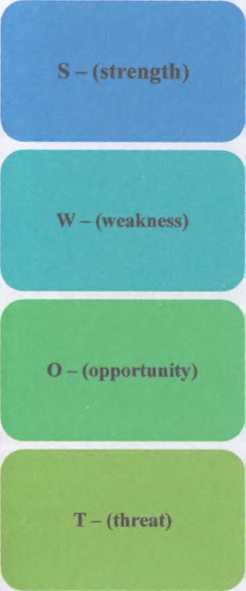 S – (strength)
W – (weakness)
O – (opportunity)
T – (threat)